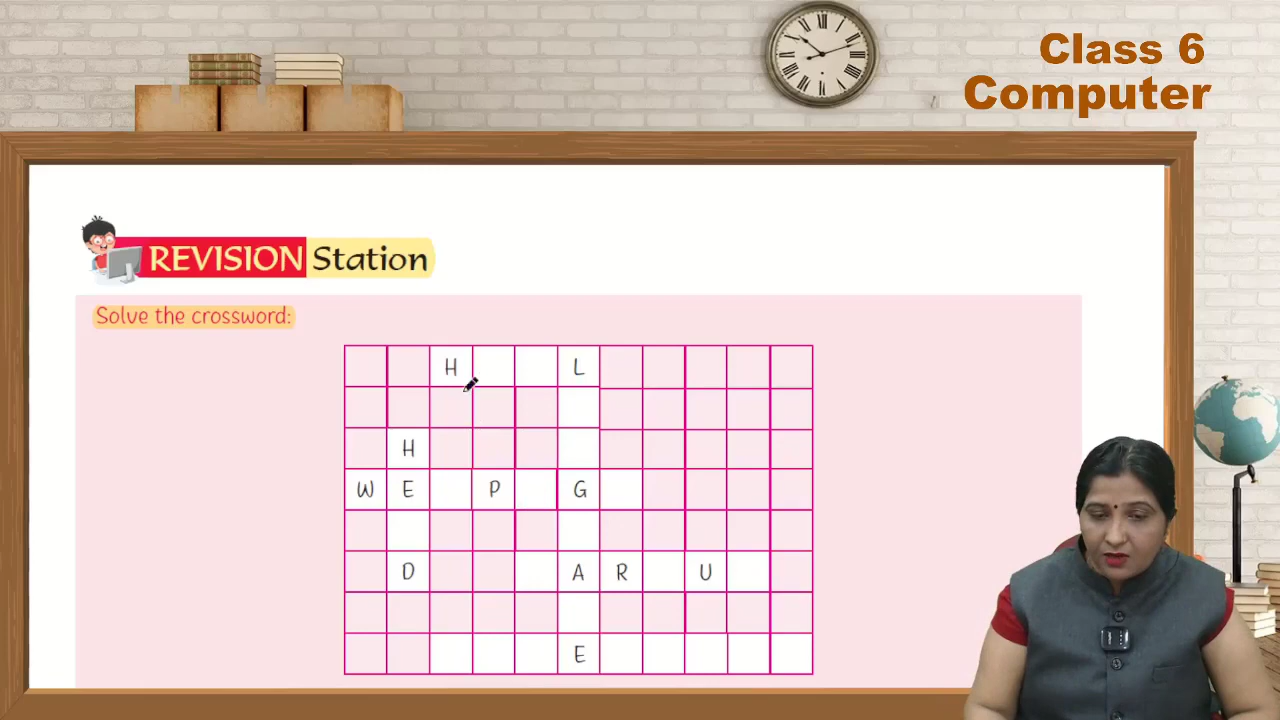 Class 6
Computer
REVISION Station
Solve the crossword:
H L
H
W E P G
D A R U
E